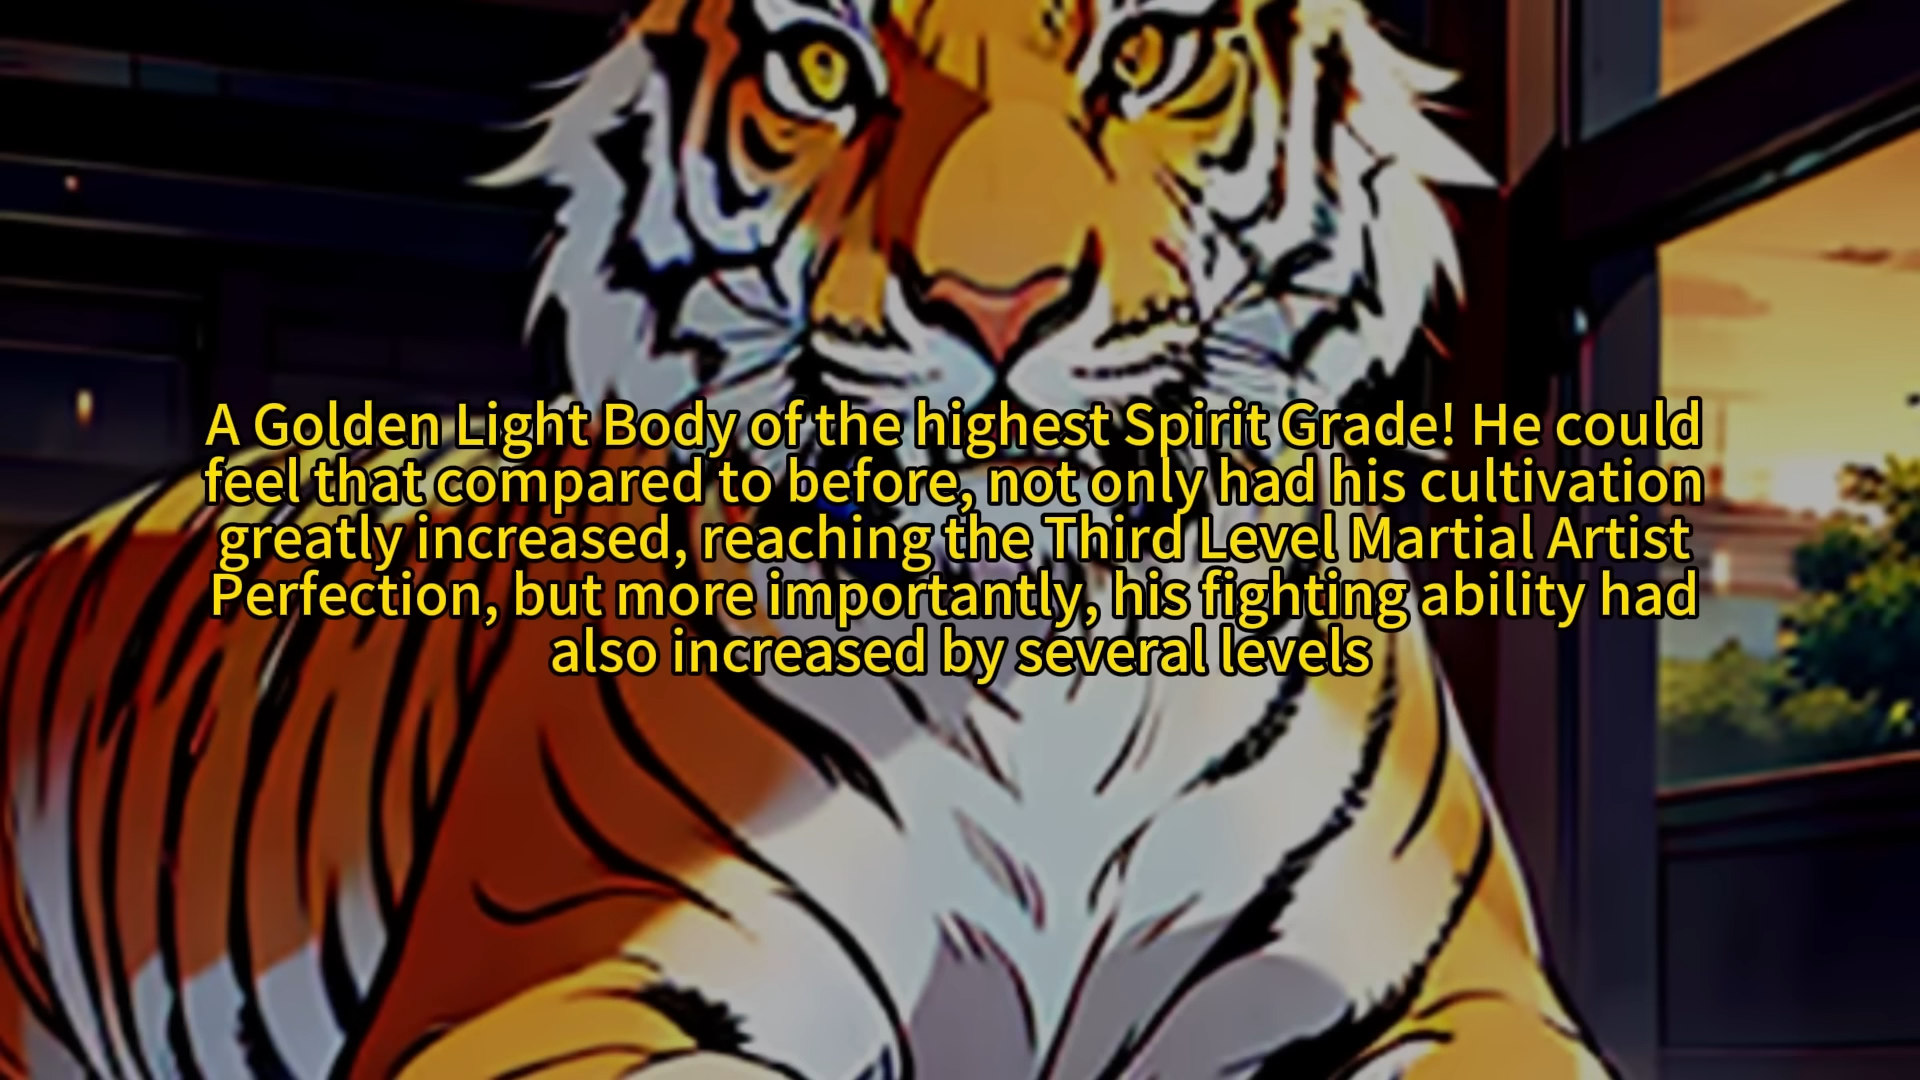 A Golden Light Body of the highest Spirit Grade! He could
feel that compared to before, not only had his cultivation
greatly increased, reaching the Third Level Martial Artist
Perfection, but more importantly, his fighting ability had
also increased by several levels